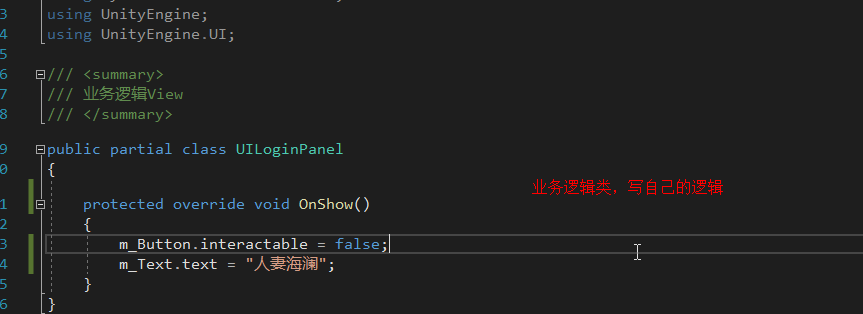 3 using UnityEngine;
4 using UnityEngine.UI;
5
6 /// <summary>
7 /// 业务逻辑View
8 /// </summary>
9 public partial class UILoginPanel
0 {
业务逻辑类，写自己的逻辑
1 protected override void OnShow()
2 {
3 m_Button.interactable = false;
4 m_Text.text = "人妻海澜";
5 }
6 }